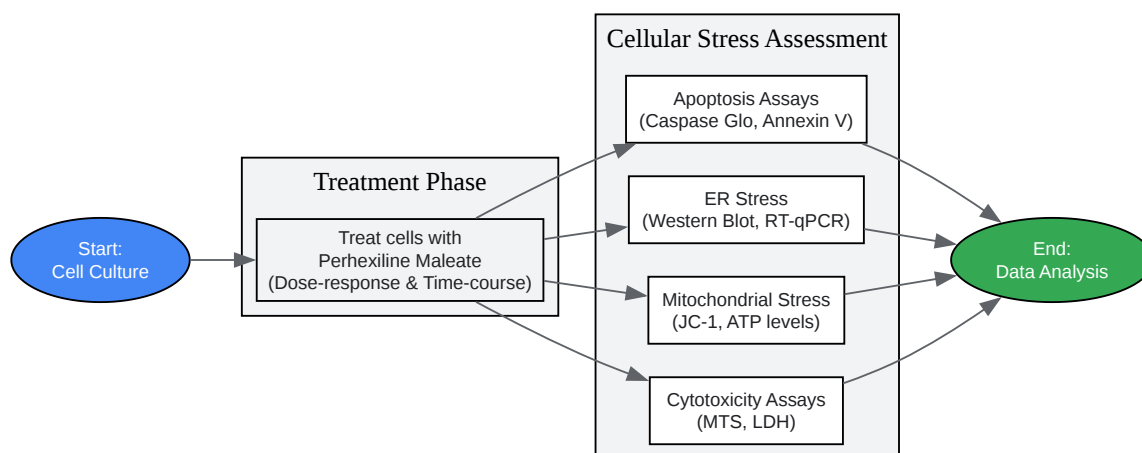 Start:
Cell Culture
Treatment Phase
Treat cells with
Perhexiline Maleate
(Dose-response & Time-course)
Cellular Stress Assessment
Apoptosis Assays
(Caspase Glo, Annexin V)
ER Stress
(Western Blot, RT-qPCR)
Mitochondrial Stress
(JC-1, ATP levels)
Cytotoxicity Assays
(MTS, LDH)
End:
Data Analysis